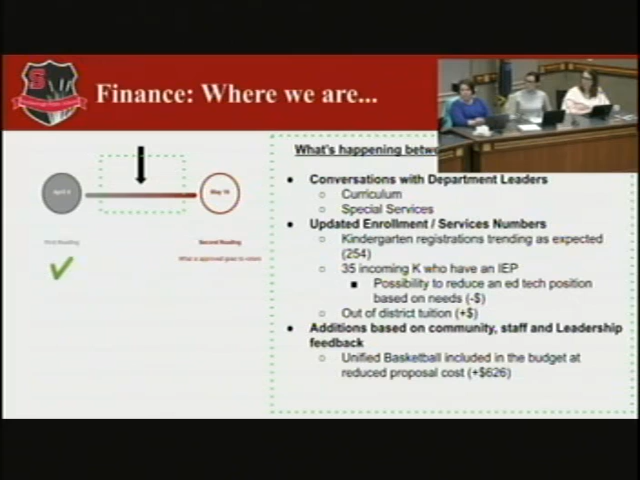 S
Finance: Where we are...
What's happening
April 4
May 16
First Reading
Second Reading
What is approved goes to voters
● Conversations with Department Leaders
○ Curriculum
○ Special Services
● Updated Enrollment / Services Numbers
○ Kindergarten registrations trending as expected
(254)
○ 35 incoming K who have an IEP
■ Possibility to reduce an ed tech position
based on needs (-$)
○ Out of district tuition (+$)
● Additions based on community, staff and Leadership
feedback
○ Unified Basketball included in the budget at
reduced proposal cost (+$626)